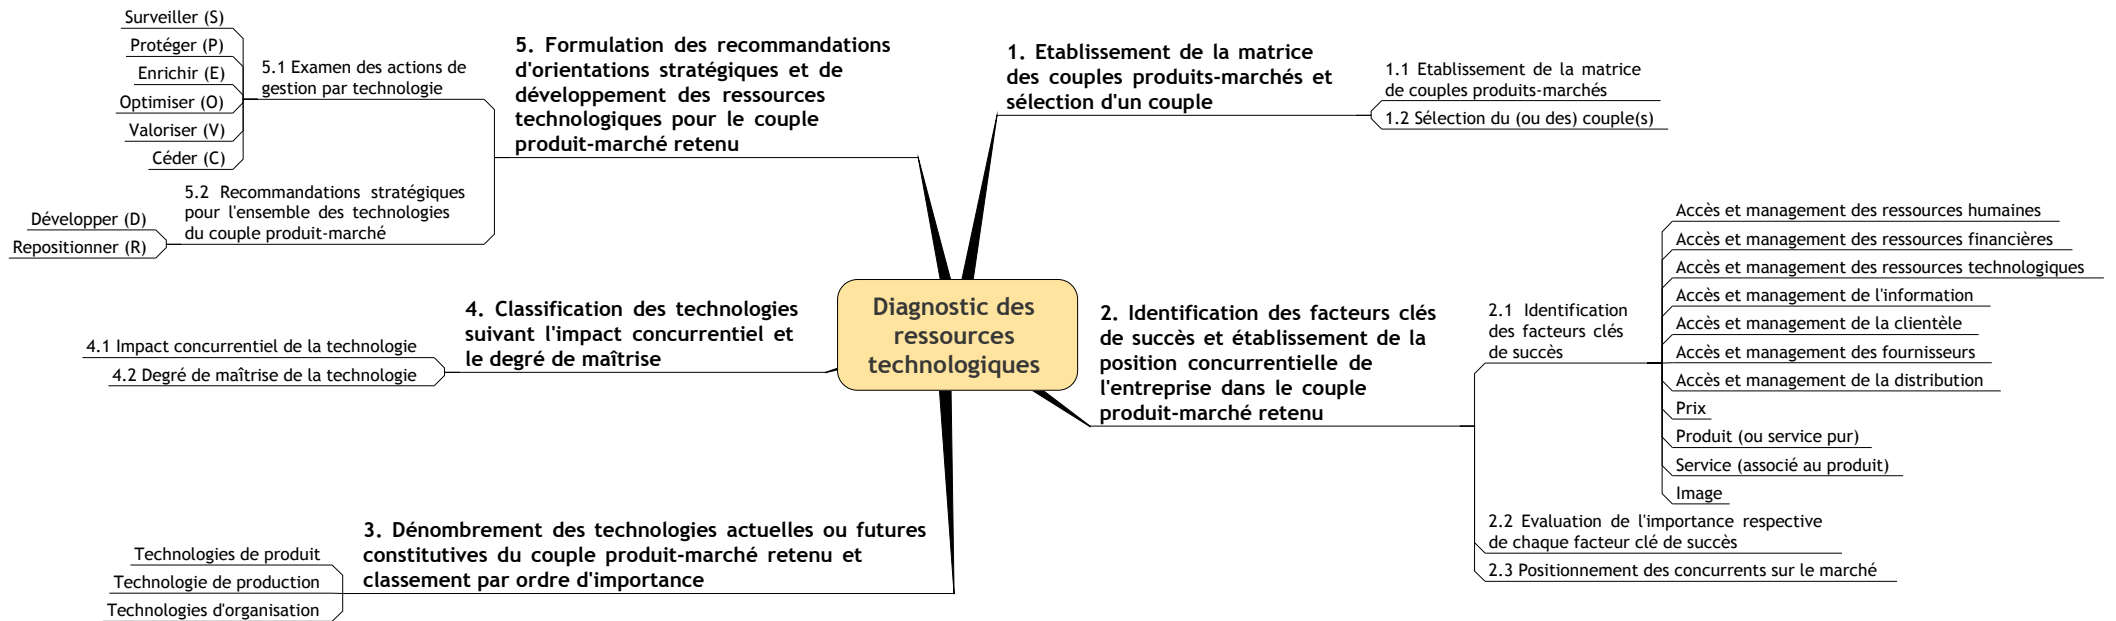 Diagnostic des
ressources
technologiques
1. Etablissement de la matrice
des couples produits-marchés et
sélection d'un couple
1.1 Etablissement de la matrice
de couples produits-marchés
1.2 Sélection du (ou des) couple(s)
2. Identification des facteurs clés
de succès et établissement de la
position concurrentielle de
l'entreprise dans le couple
produit-marché retenu
2.1 Identification
des facteurs clés
de succès
Accès et management des ressources humaines
Accès et management des ressources financières
Accès et management des ressources technologiques
Accès et management de l'information
Accès et management de la clientèle
Accès et management des fournisseurs
Accès et management de la distribution
Prix
Produit (ou service pur)
Service (associé au produit)
Image
2.2 Evaluation de l'importance respective
de chaque facteur clé de succès
2.3 Positionnement des concurrents sur le marché
3. Dénombrement des technologies actuelles ou futures
constitutives du couple produit-marché retenu et
classement par ordre d'importance
Technologies de produit
Technologie de production
Technologies d'organisation
4. Classification des technologies
suivant l'impact concurrentiel et
le degré de maîtrise
4.1 Impact concurrentiel de la technologie
4.2 Degré de maîtrise de la technologie
5. Formulation des recommandations
d'orientations stratégiques et de
développement des ressources
technologiques pour le couple
produit-marché retenu
5.1 Examen des actions de
gestion par technologie
Surveiller (S)
Protéger (P)
Enrichir (E)
Optimiser (O)
Valoriser (V)
Céder (C)
5.2 Recommandations stratégiques
pour l'ensemble des technologies
du couple produit-marché
Développer (D)
Repositionner (R)